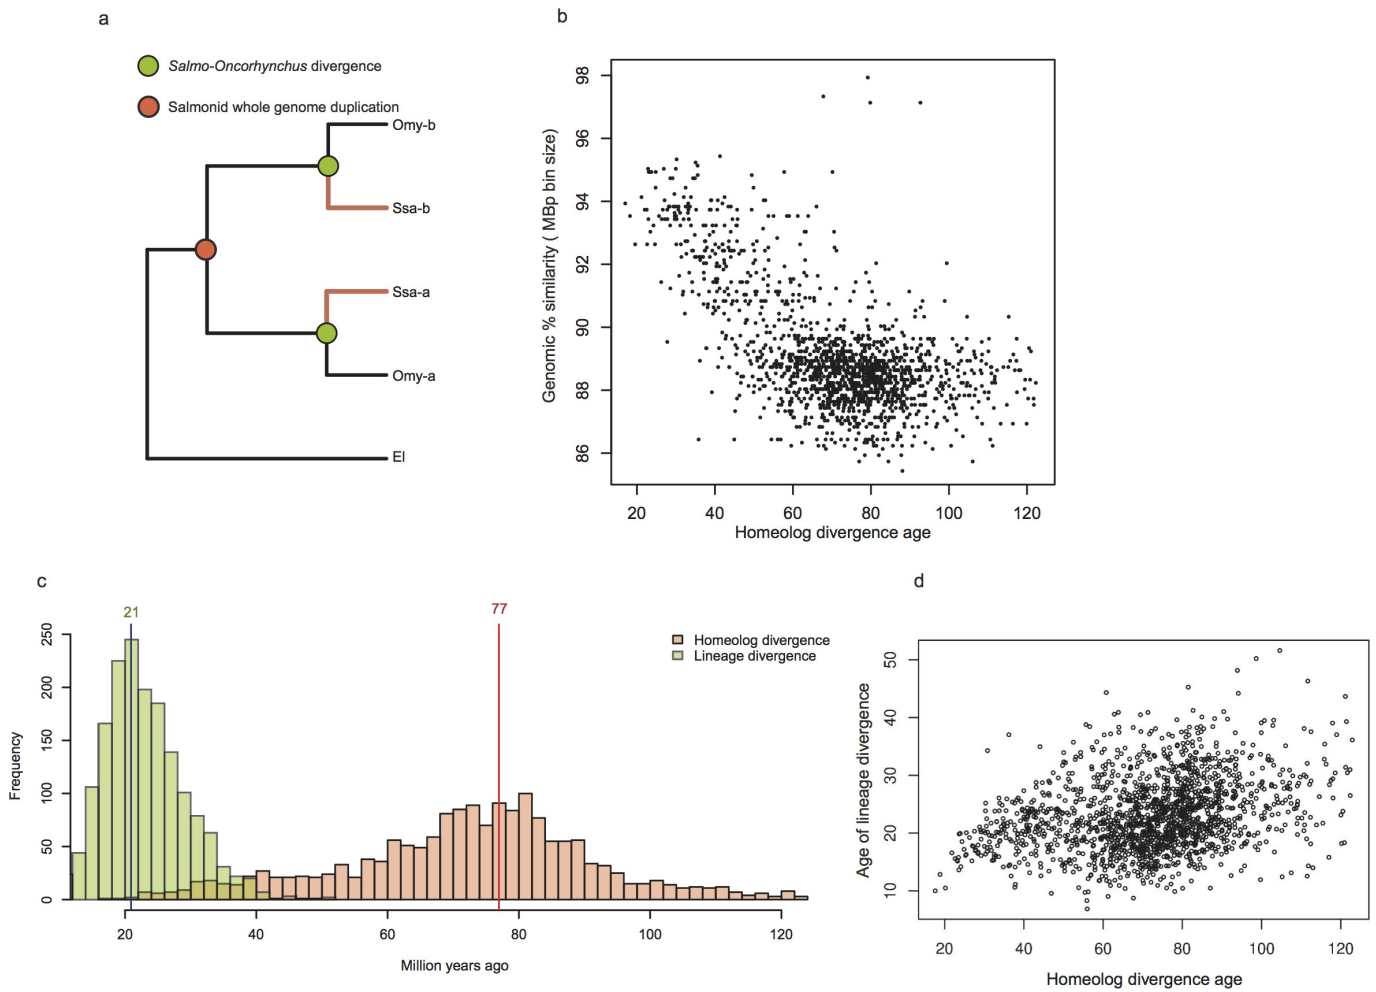 a
Salmo-Oncorhynchus divergence
Salmonid whole genome duplication
Omy-b
Ssa-b
Ssa-a
Omy-a
El
b
Genomic % similarity ( MBp bin size)
98
96
94
92
90
88
86
20 40 60 80 100 120
Homeolog divergence age
c
21
77
Homeolog divergence
Lineage divergence
Frequency
250
200
150
100
50
0
20 40 60 80 100 120
Million years ago
d
Age of lineage divergence
50
40
30
20
10
20 40 60 80 100 120
Homeolog divergence age